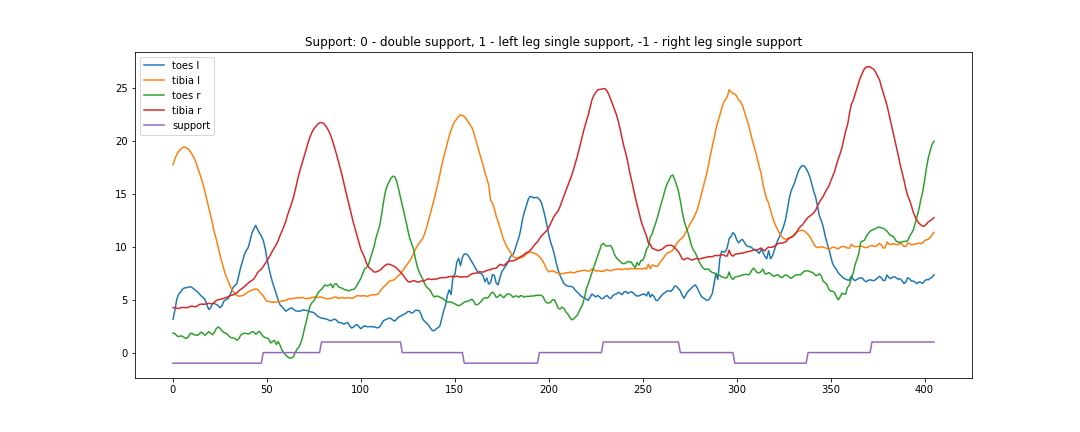 Support: 0 - double support, 1 - left leg single support, -1 - right leg single support
toes l
tibia l
toes r
tibia r
support
25
20
15
10
5
0
0 50 100 150 200 250 300 350 400